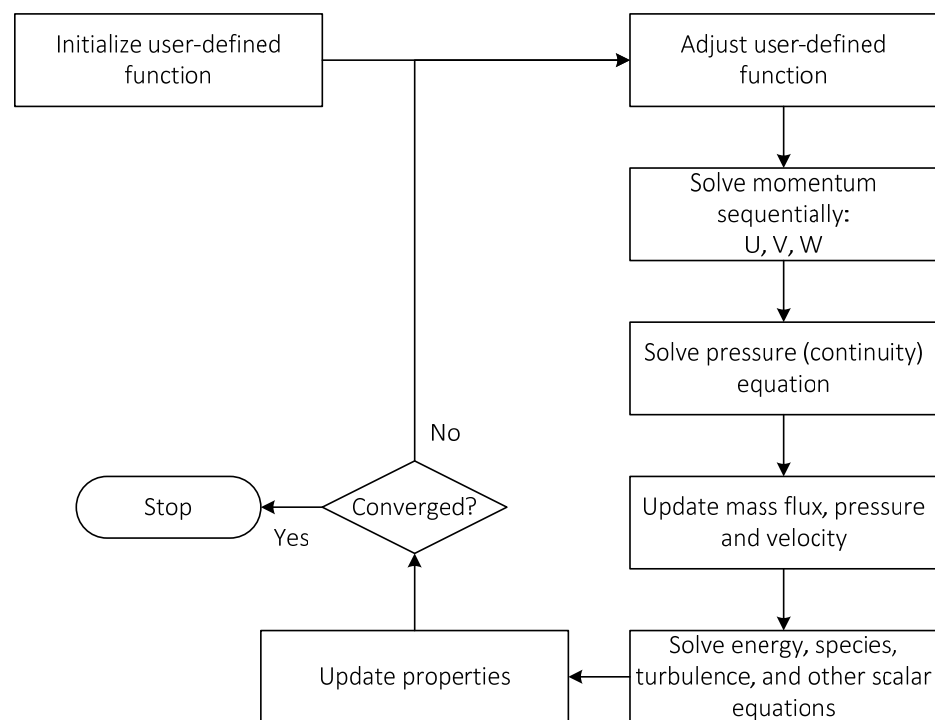 Initialize user-defined
function
Adjust user-defined
function
Solve momentum
sequentially:
U, V, W
Solve pressure (continuity)
equation
No
Stop
Converged?
Yes
Update mass flux, pressure
and velocity
Update properties
Solve energy, species,
turbulence, and other scalar
equations